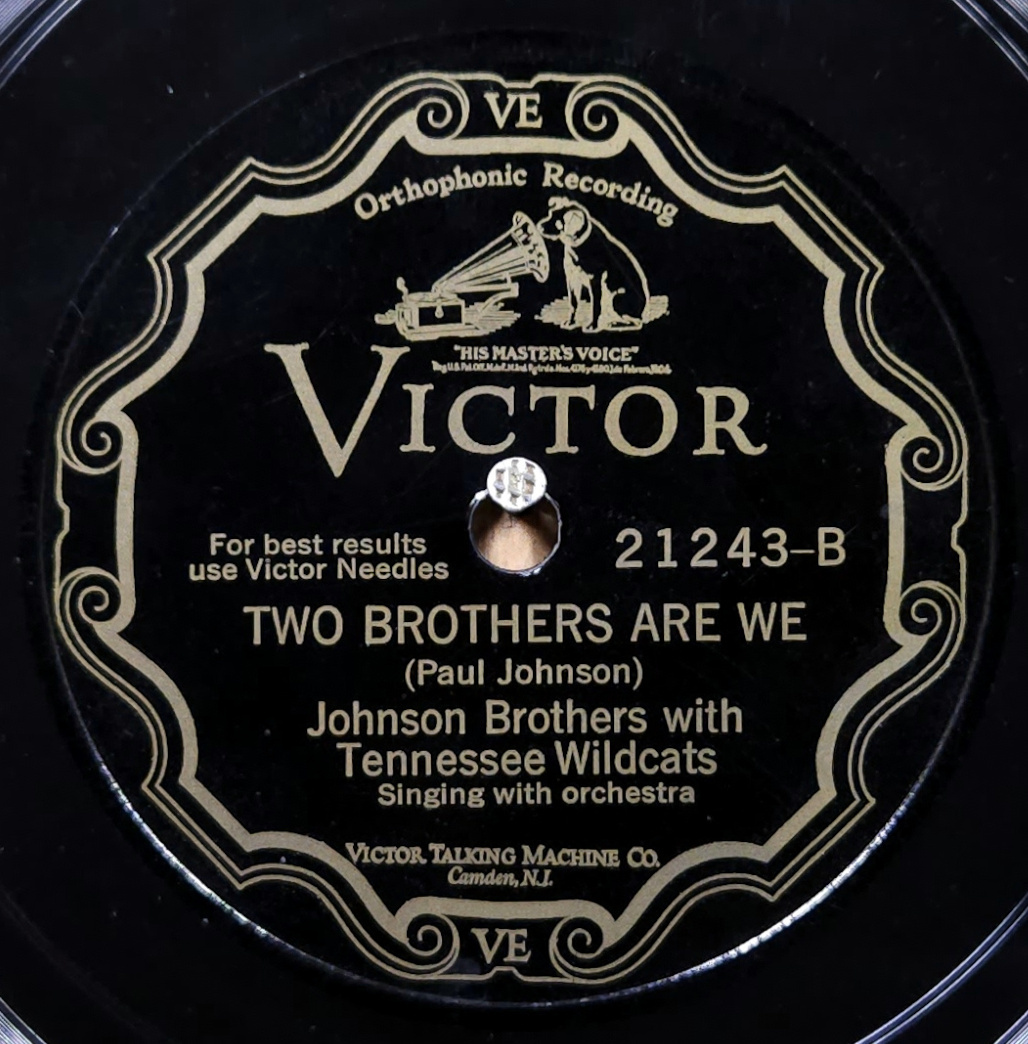 VE
Orthophonic Recording
"HIS MASTER'S VOICE"
VICTOR
For best results
use Victor Needles
21243-B
TWO BROTHERS ARE WE
(Paul Johnson)
Johnson Brothers with
Tennessee Wildcats
Singing with orchestra
VICTOR TALKING MACHINE CO.
Camden, N.J.
VE